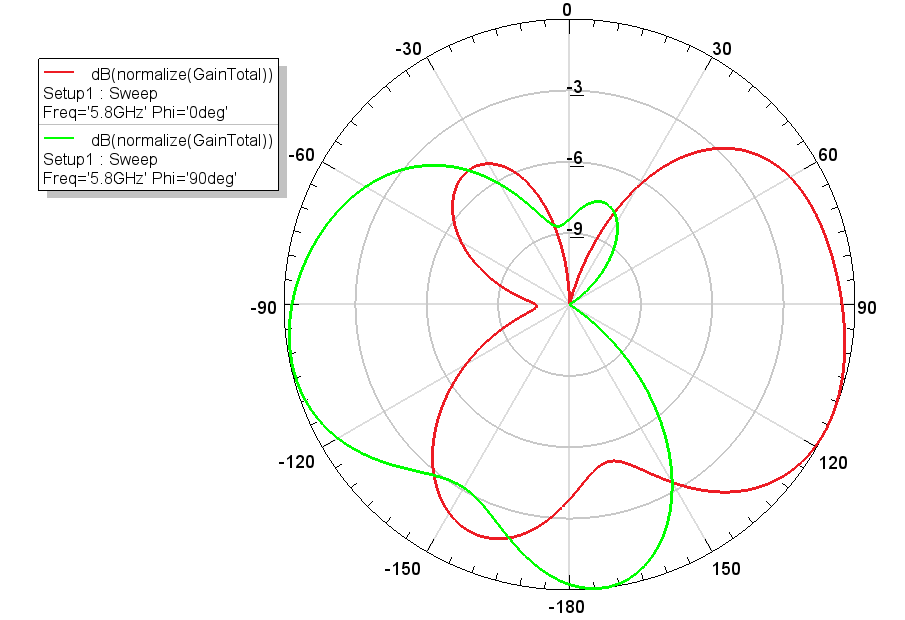 dB(normalize(GainTotal))
Setup1 : Sweep
Freq='5.8GHz' Phi='0deg'
dB(normalize(GainTotal))
Setup1 : Sweep
Freq='5.8GHz' Phi='90deg'
0
-30
30
-3
-60
-6
60
-9
-90
90
-120
120
-150
150
-180